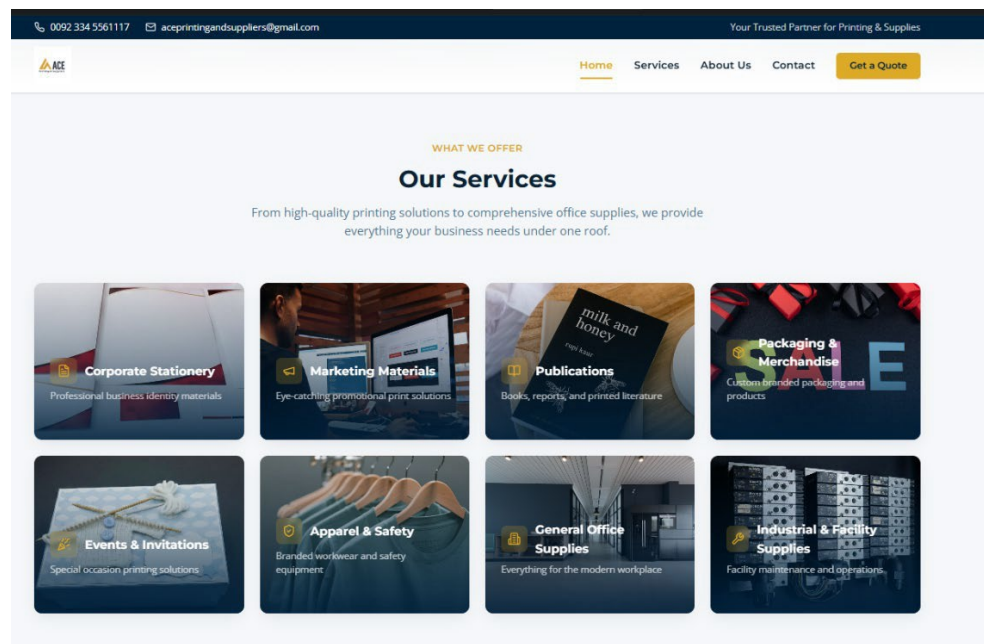 0092 334 5561117 aceprintingandsuppliers@gmail.com Your Trusted Partner for Printing & Supplies
ACE Home Services About Us Contact Get a Quote
WHAT WE OFFER
Our Services
From high-quality printing solutions to comprehensive office supplies, we provide
everything your business needs under one roof.
Corporate Stationery
Professional business identity materials
Marketing Materials
Eye-catching promotional print solutions
milk and
honey
rupi kaur
Publications
Books, reports, and printed literature
SALE
Packaging &
Merchandise
Custom branded packaging and
products
Events & Invitations
Special occasion printing solutions
Apparel & Safety
Branded workwear and safety
equipment
General Office
Supplies
Everything for the modern workplace
Industrial & Facility
Supplies
Facility maintenance and operations